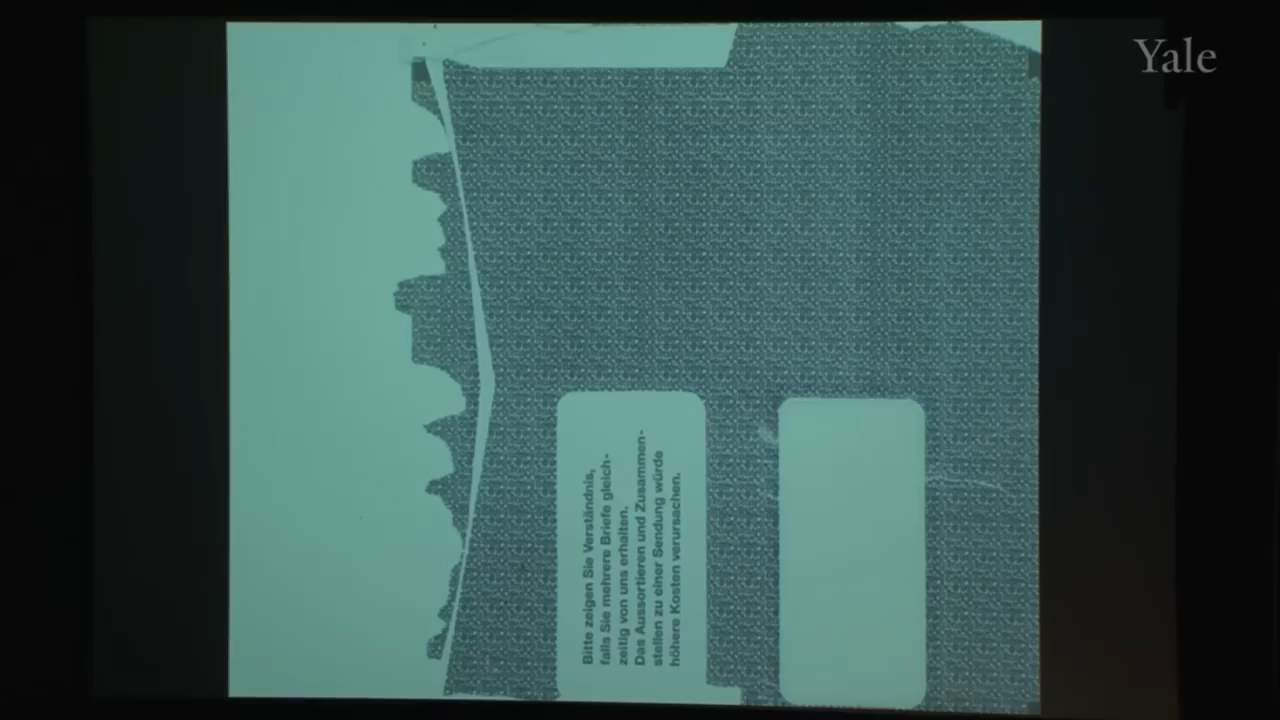 Yale
Bitte zeigen Sie Verständnis,
falls Sie mehrere Briefe gleich-
zeitig von uns erhalten.
Das Aussortieren und Zusammen-
stellen zu einer Sendung würde
höhere Kosten verursachen.